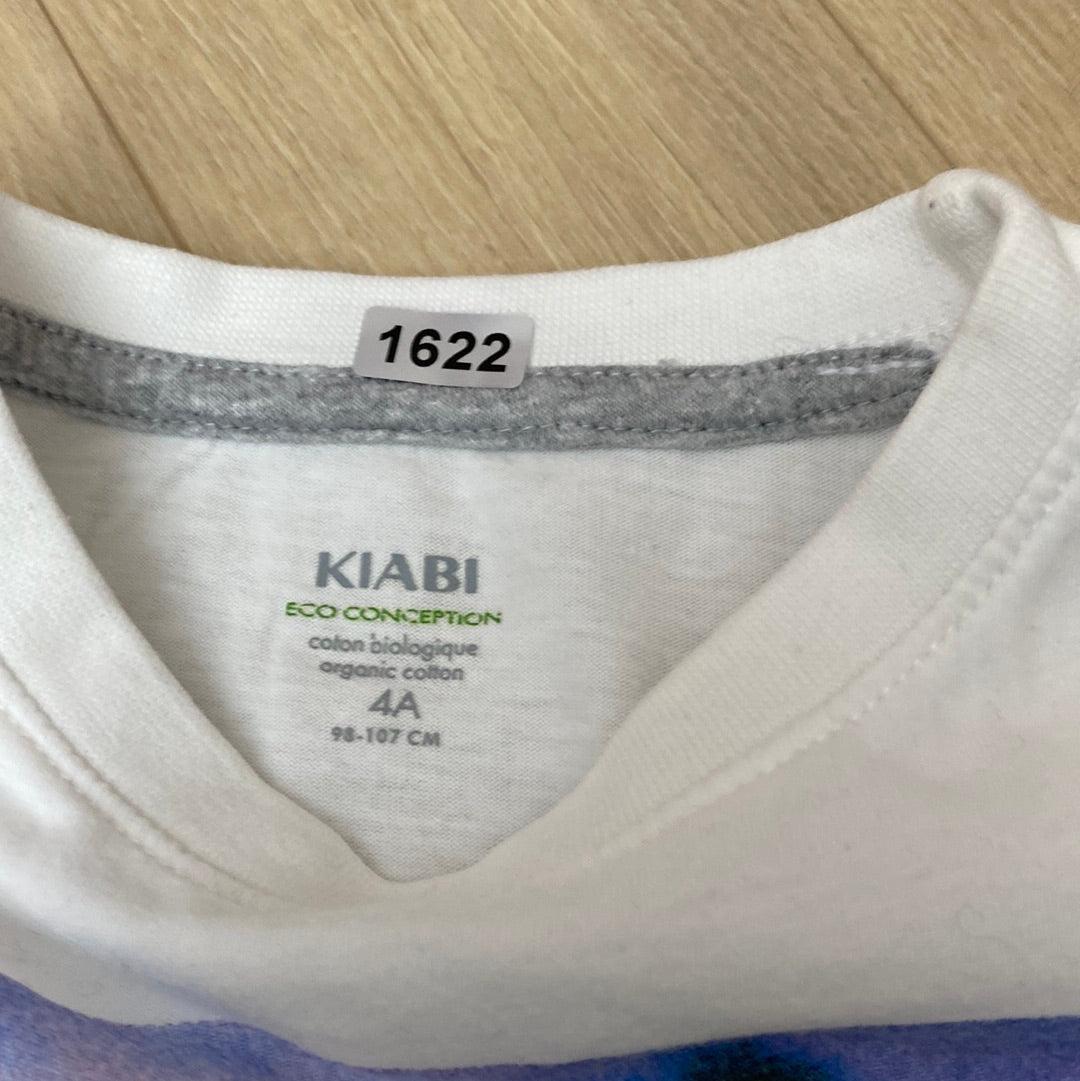 1622
KIABI
ECO CONCEPTION
coton biologique
organic cotton
4A
98-107 CM